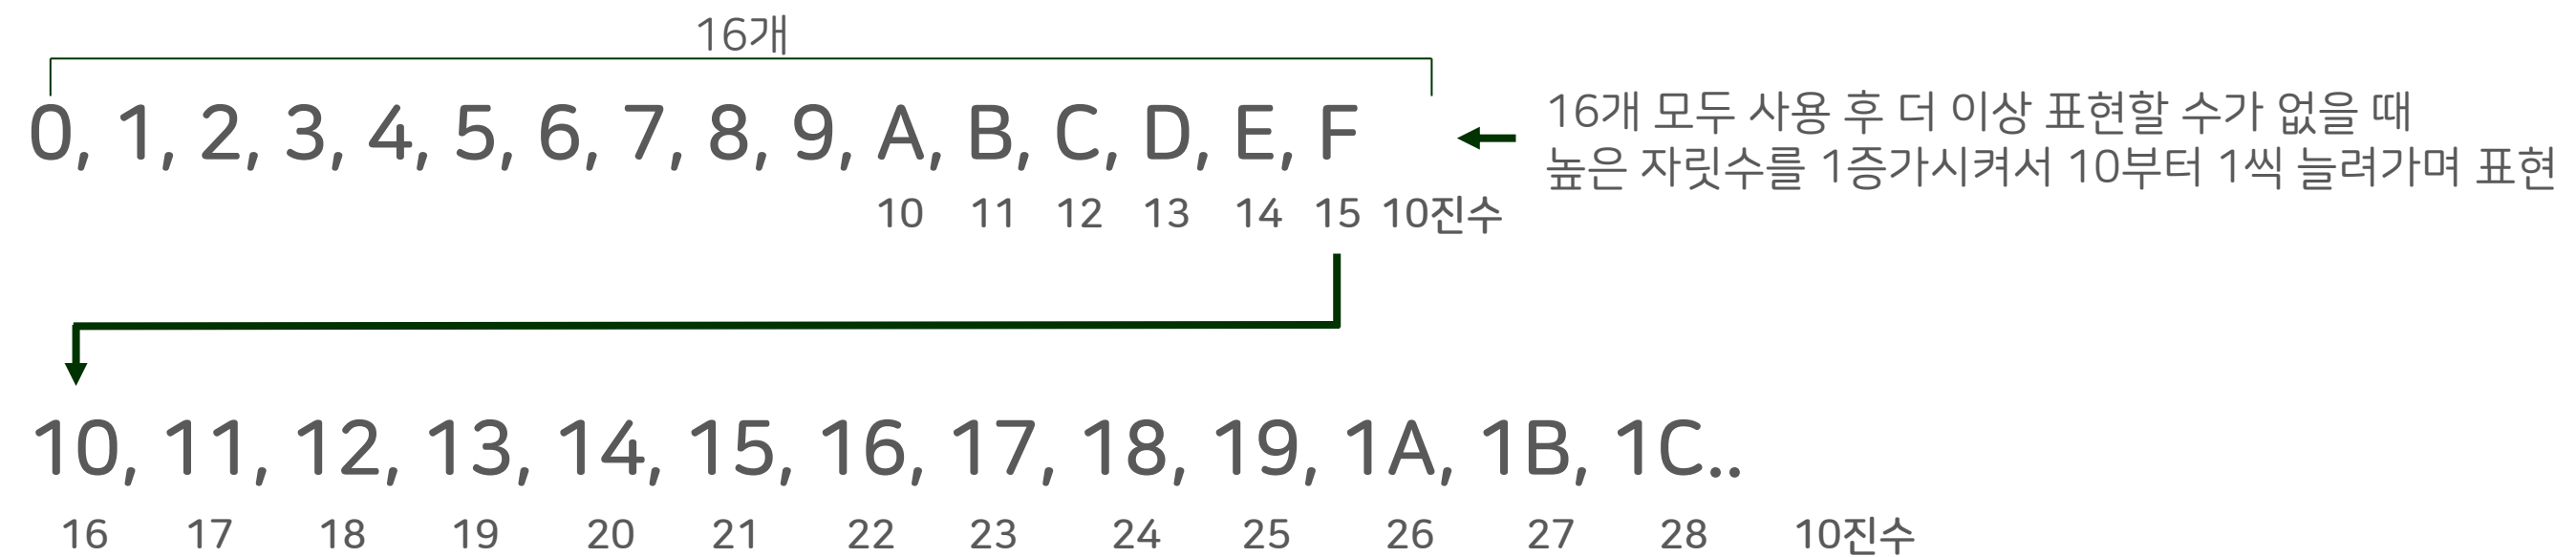 16개
0, 1, 2, 3, 4, 5, 6, 7, 8, 9, A, B, C, D, E, F
16개 모두 사용 후 더 이상 표현할 수가 없을 때
높은 자릿수를 1증가시켜서 10부터 1씩 늘려가며 표현
10 11 12 13 14 15 10진수
10, 11, 12, 13, 14, 15, 16, 17, 18, 19, 1A, 1B, 1C..
16 17 18 19 20 21 22 23 24 25 26 27 28 10진수